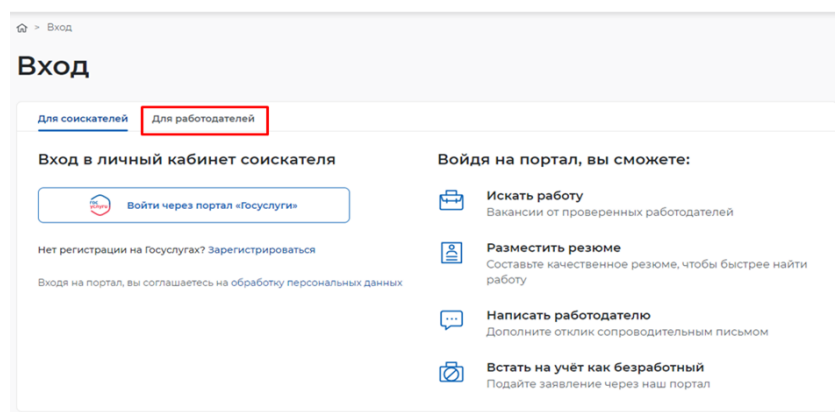 > Вход
Вход
Для соискателей
Для работодателей
Вход в личный кабинет соискателя
Войти через портал «Госуслуги»
Нет регистрации на Госуслугах? Зарегистрироваться
Входя на портал, вы соглашаетесь на обработку персональных данных
Войдя на портал, вы сможете:
Искать работу
Вакансии от проверенных работодателей
Разместить резюме
Составьте качественное резюме, чтобы быстрее найти
работу
Написать работодателю
Дополните отклик сопроводительным письмом
Встать на учёт как безработный
Подайте заявление через наш портал